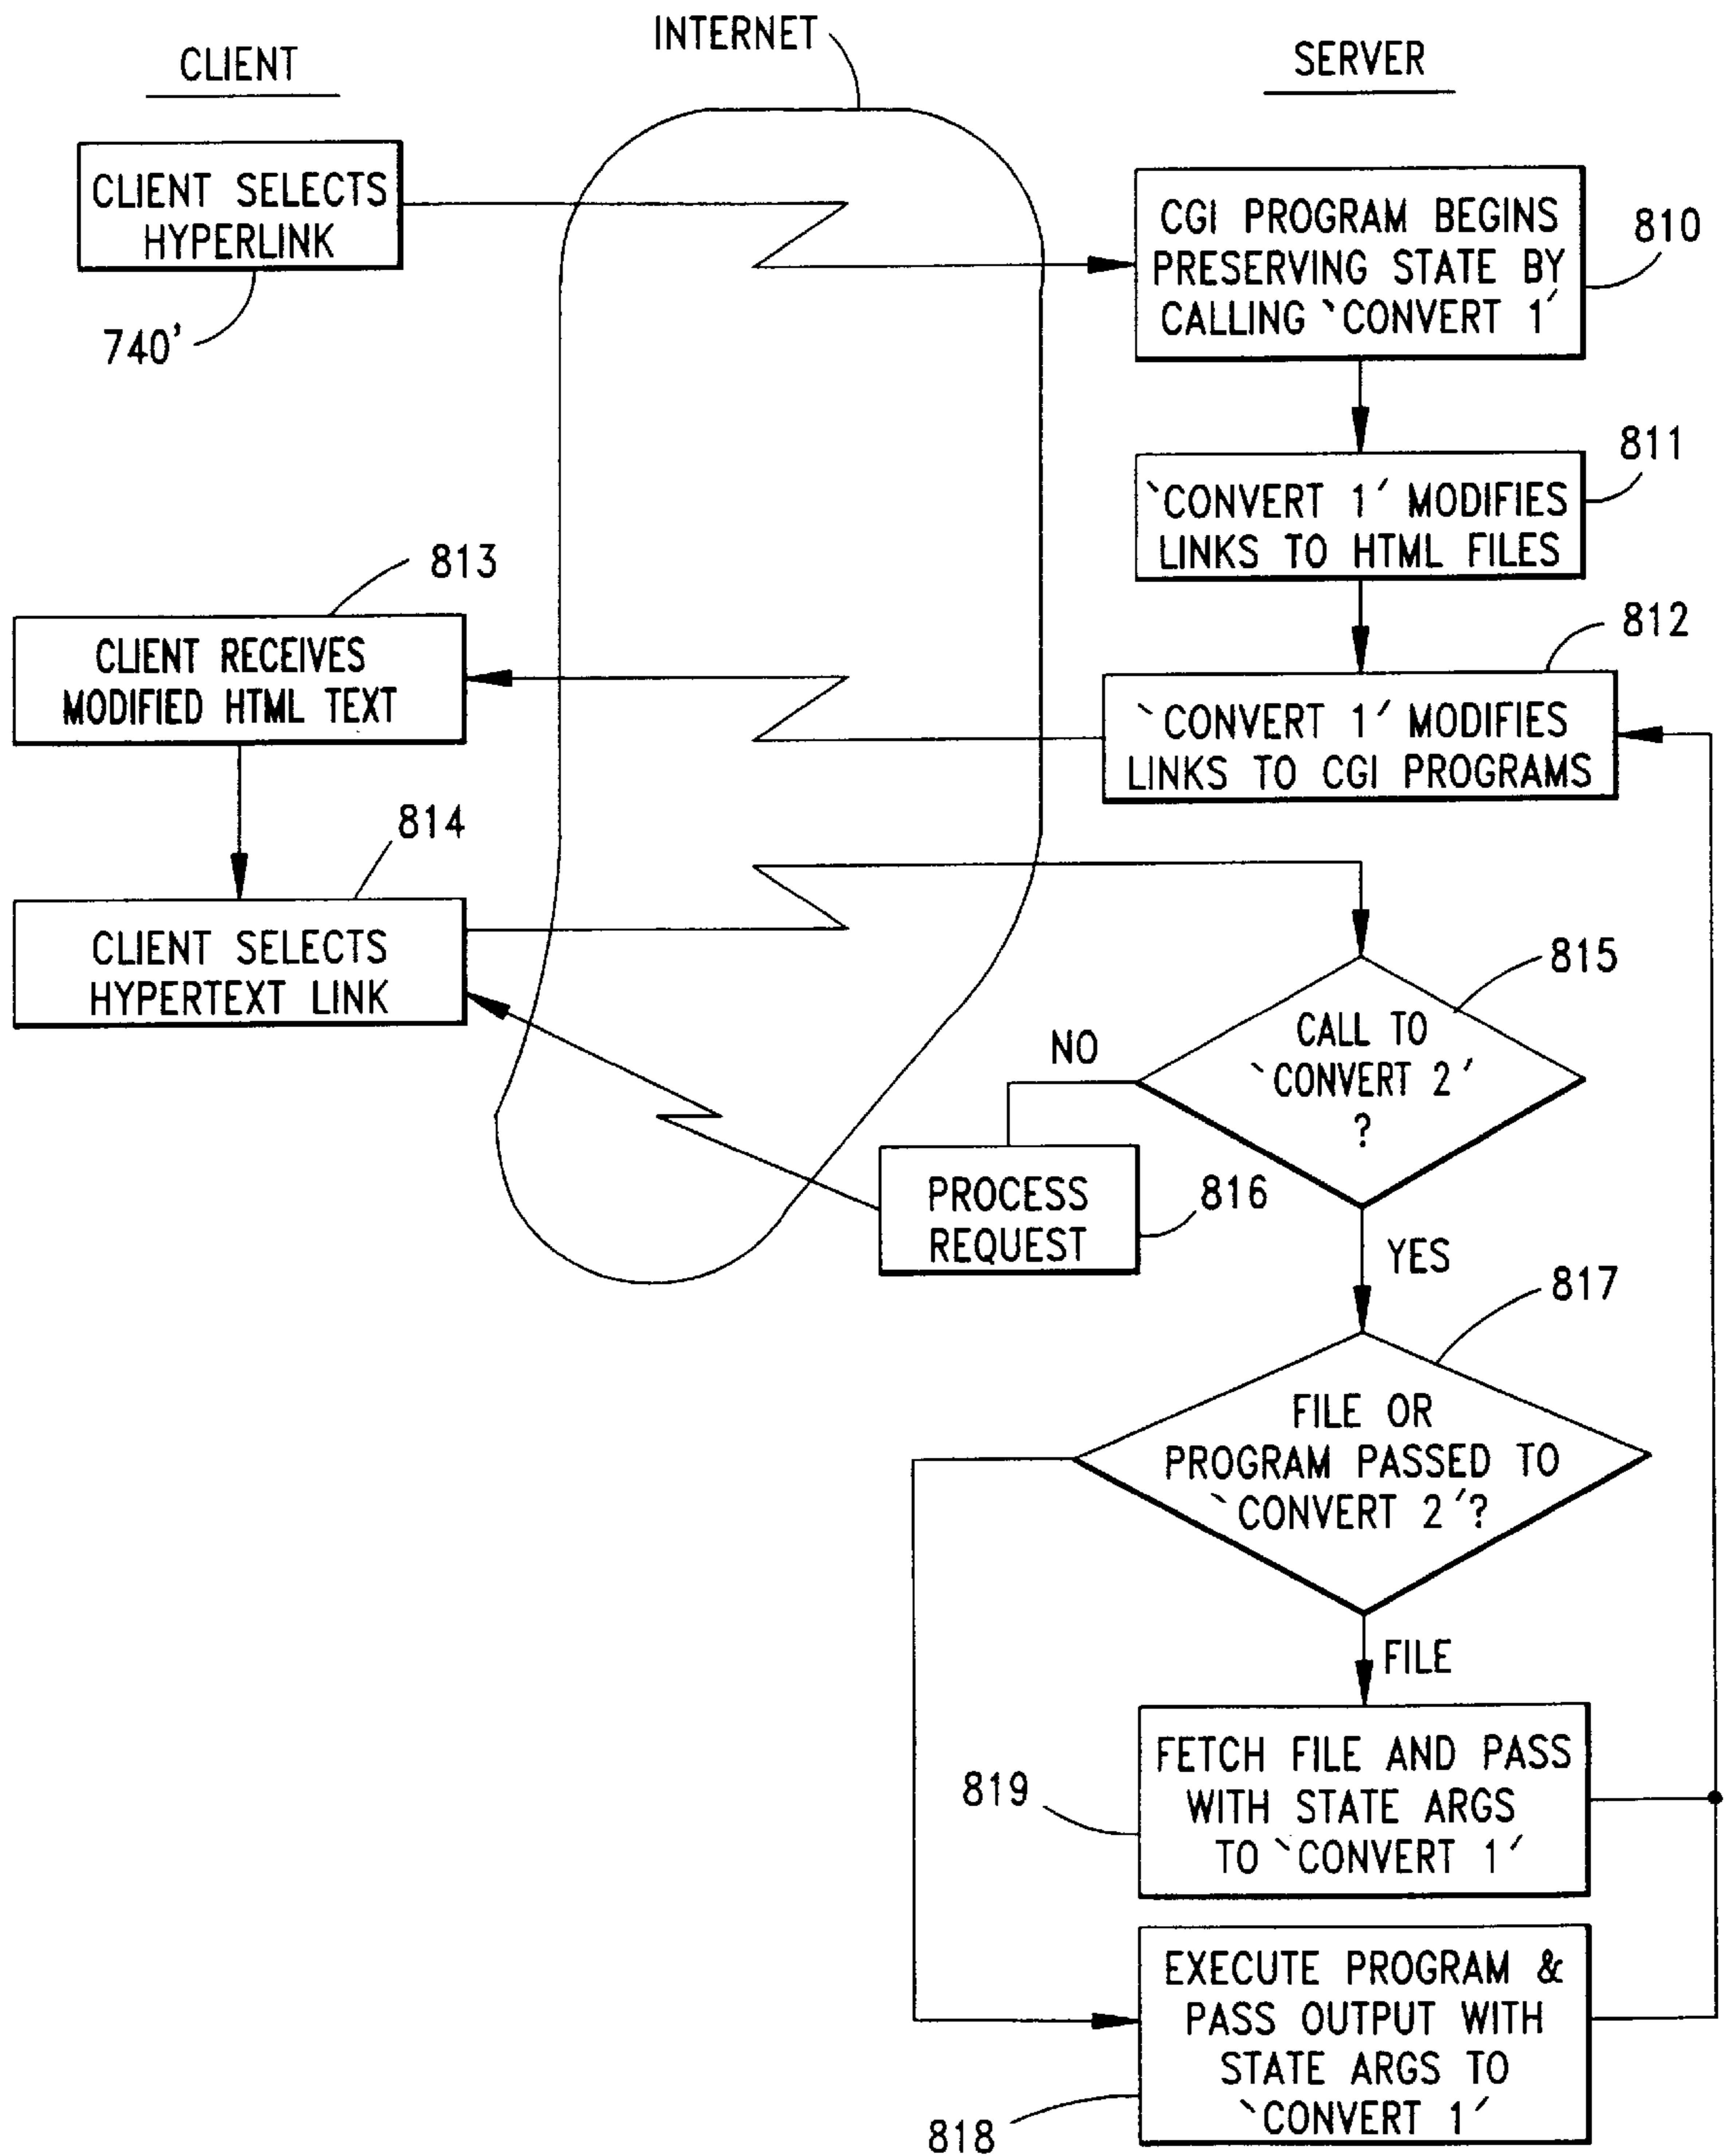 CLIENT
INTERNET
SERVER
CLIENT SELECTS
HYPERLINK
740'
CGI PROGRAM BEGINS
PRESERVING STATE BY
CALLING `CONVERT 1´
810
811
`CONVERT 1´ MODIFIES
LINKS TO HTML FILES
812
`CONVERT 1´ MODIFIES
LINKS TO CGI PROGRAMS
813
CLIENT RECEIVES
MODIFIED HTML TEXT
814
CLIENT SELECTS
HYPERTEXT LINK
815
CALL TO
`CONVERT 2´
?
NO
PROCESS
REQUEST
816
YES
817
FILE OR
PROGRAM PASSED TO
`CONVERT 2´?
FILE
FETCH FILE AND PASS
WITH STATE ARGS
TO `CONVERT 1´
819
EXECUTE PROGRAM &
PASS OUTPUT WITH
STATE ARGS TO
`CONVERT 1´
818